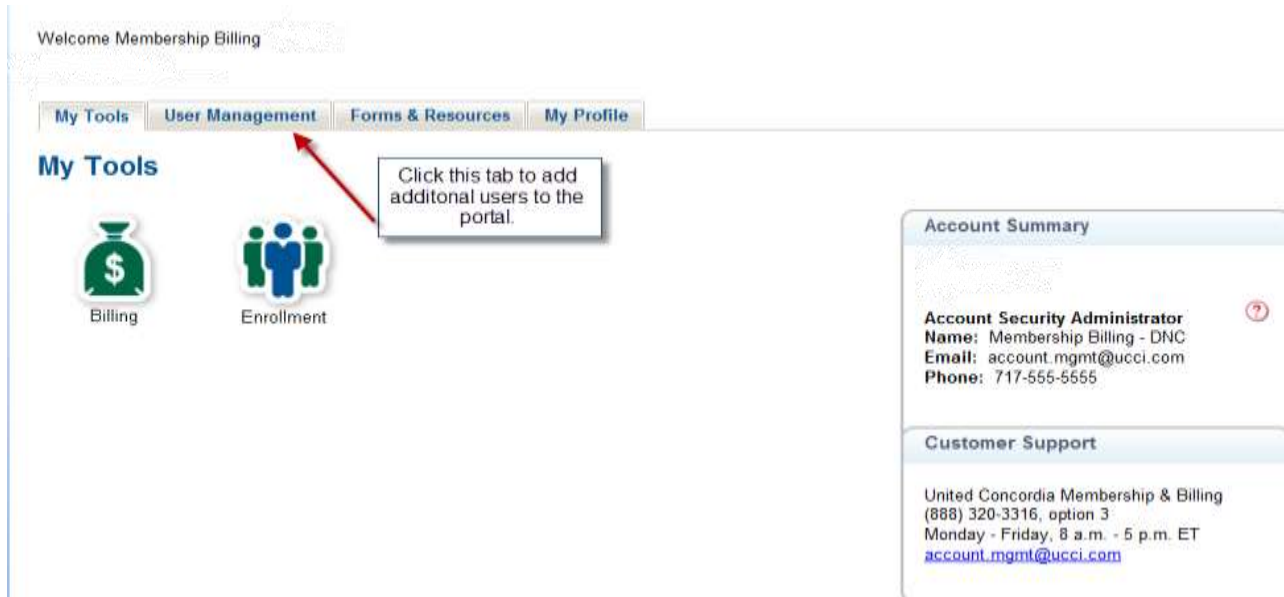 Welcome Membership Billing
My Tools User Management Forms & Resources My Profile
My Tools
Click this tab to add
additonal users to the
portal.
$
Billing
Enrollment
Account Summary
Account Security Administrator ?
Name: Membership Billing - DNC
Email: account.mgmt@ucci.com
Phone: 717-555-5555
Customer Support
United Concordia Membership & Billing
(888) 320-3316, option 3
Monday - Friday, 8 a.m. - 5 p.m. ET
account.mgmt@ucci.com